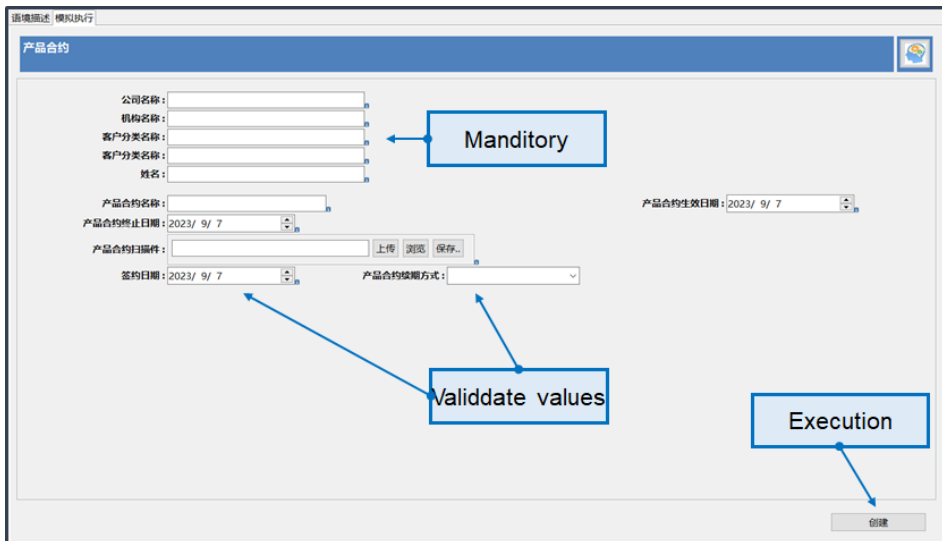 语境描述 模拟执行
产品合约
公司名称：
机构名称：
客户分类名称：
客户分类名称：
姓名：
Manditory
产品合约名称：
产品合约生效日期： 2023/ 9/ 7
产品合约终止日期： 2023/ 9/ 7
产品合约扫描件： 上传 浏览 保存..
签约日期： 2023/ 9/ 7 产品合约续期方式：
Validdate values
Execution
创建